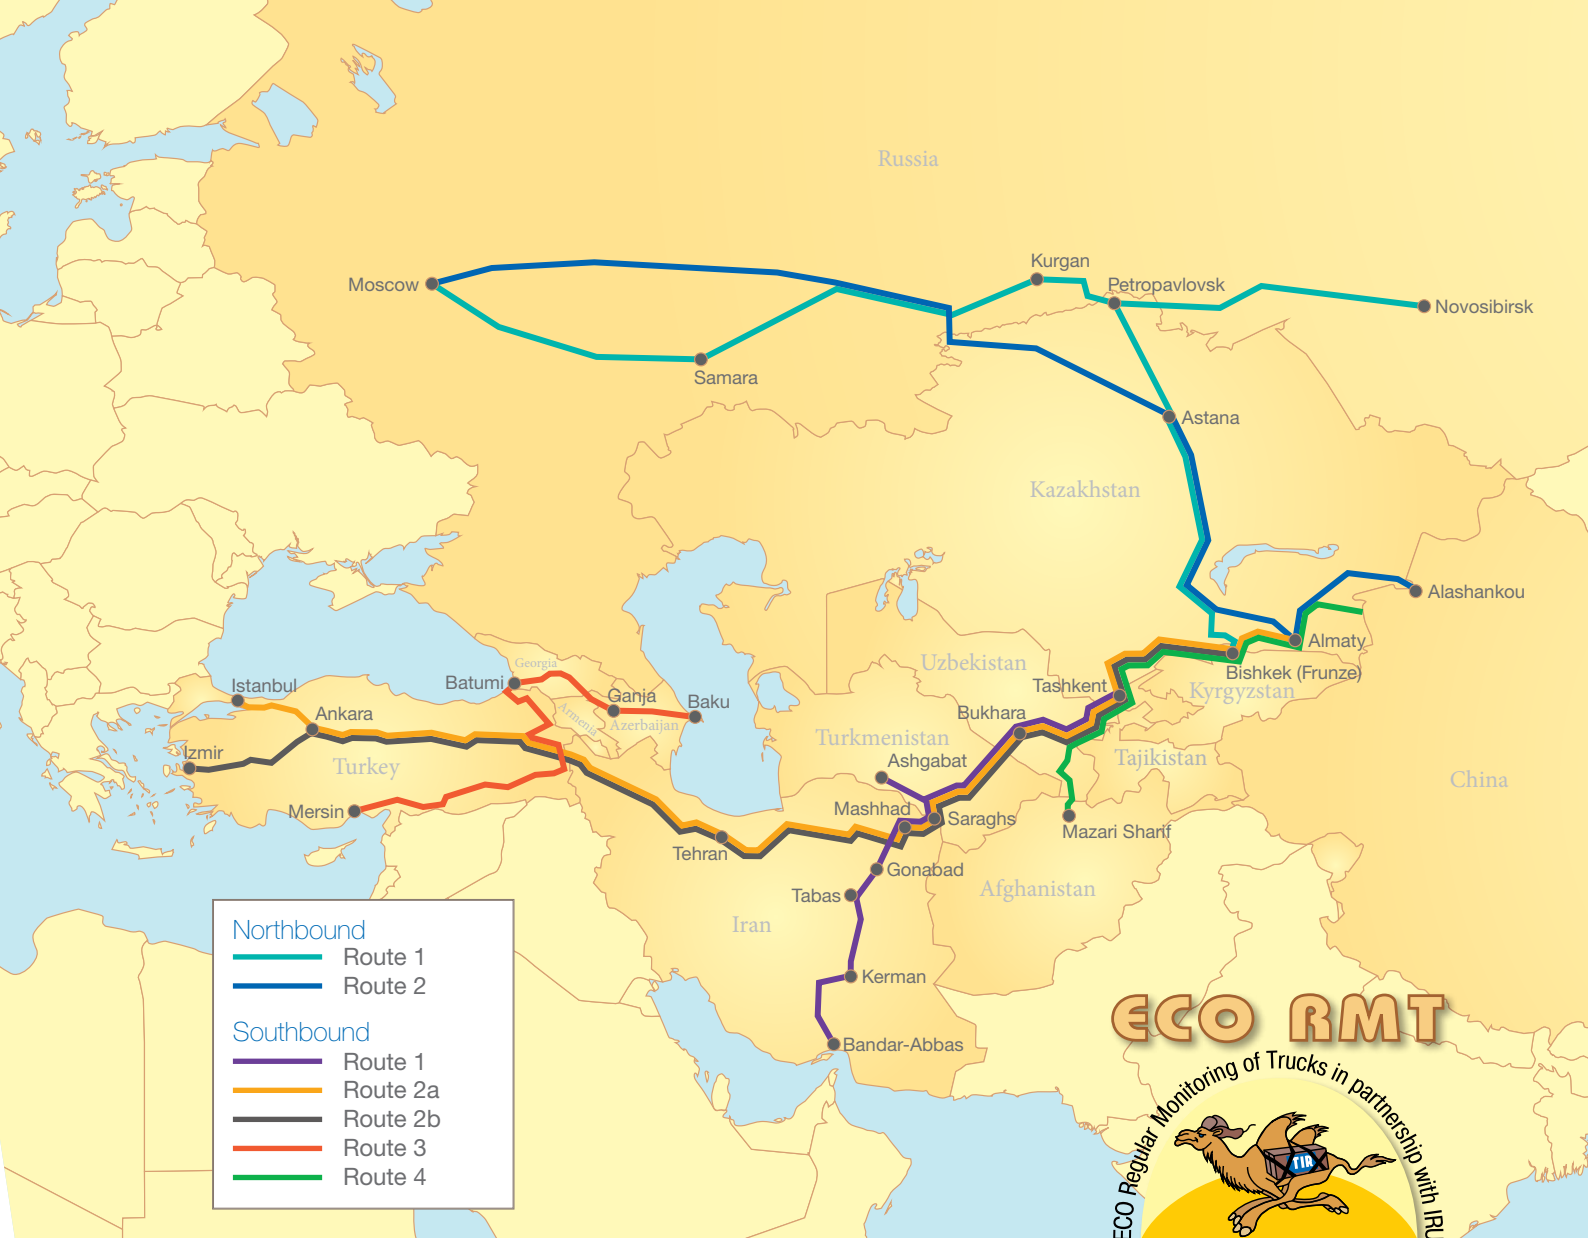 Russia
Kurgan
Moscow
Petropavlovsk
Novosibirsk
Samara
Astana
Kazakhstan
Alashankou
Almaty
Georgia
Uzbekistan
Bishkek (Frunze)
Istanbul
Batumi
Tashkent
Kyrgyzstan
Ganja
Baku
Ankara
Armenia
Azerbaijan
Bukhara
Izmir
Turkmenistan
Tajikistan
Turkey
Ashgabat
China
Mersin
Mashhad
Saraghs
Mazari Sharif
Tehran
Gonabad
Tabas
Afghanistan
Iran
Kerman
Bandar-Abbas
Northbound
Route 1
Route 2
Southbound
Route 1
Route 2a
Route 2b
Route 3
Route 4
ECO RMT
ECO Regular Monitoring of Trucks in partnership with IRU
TIR